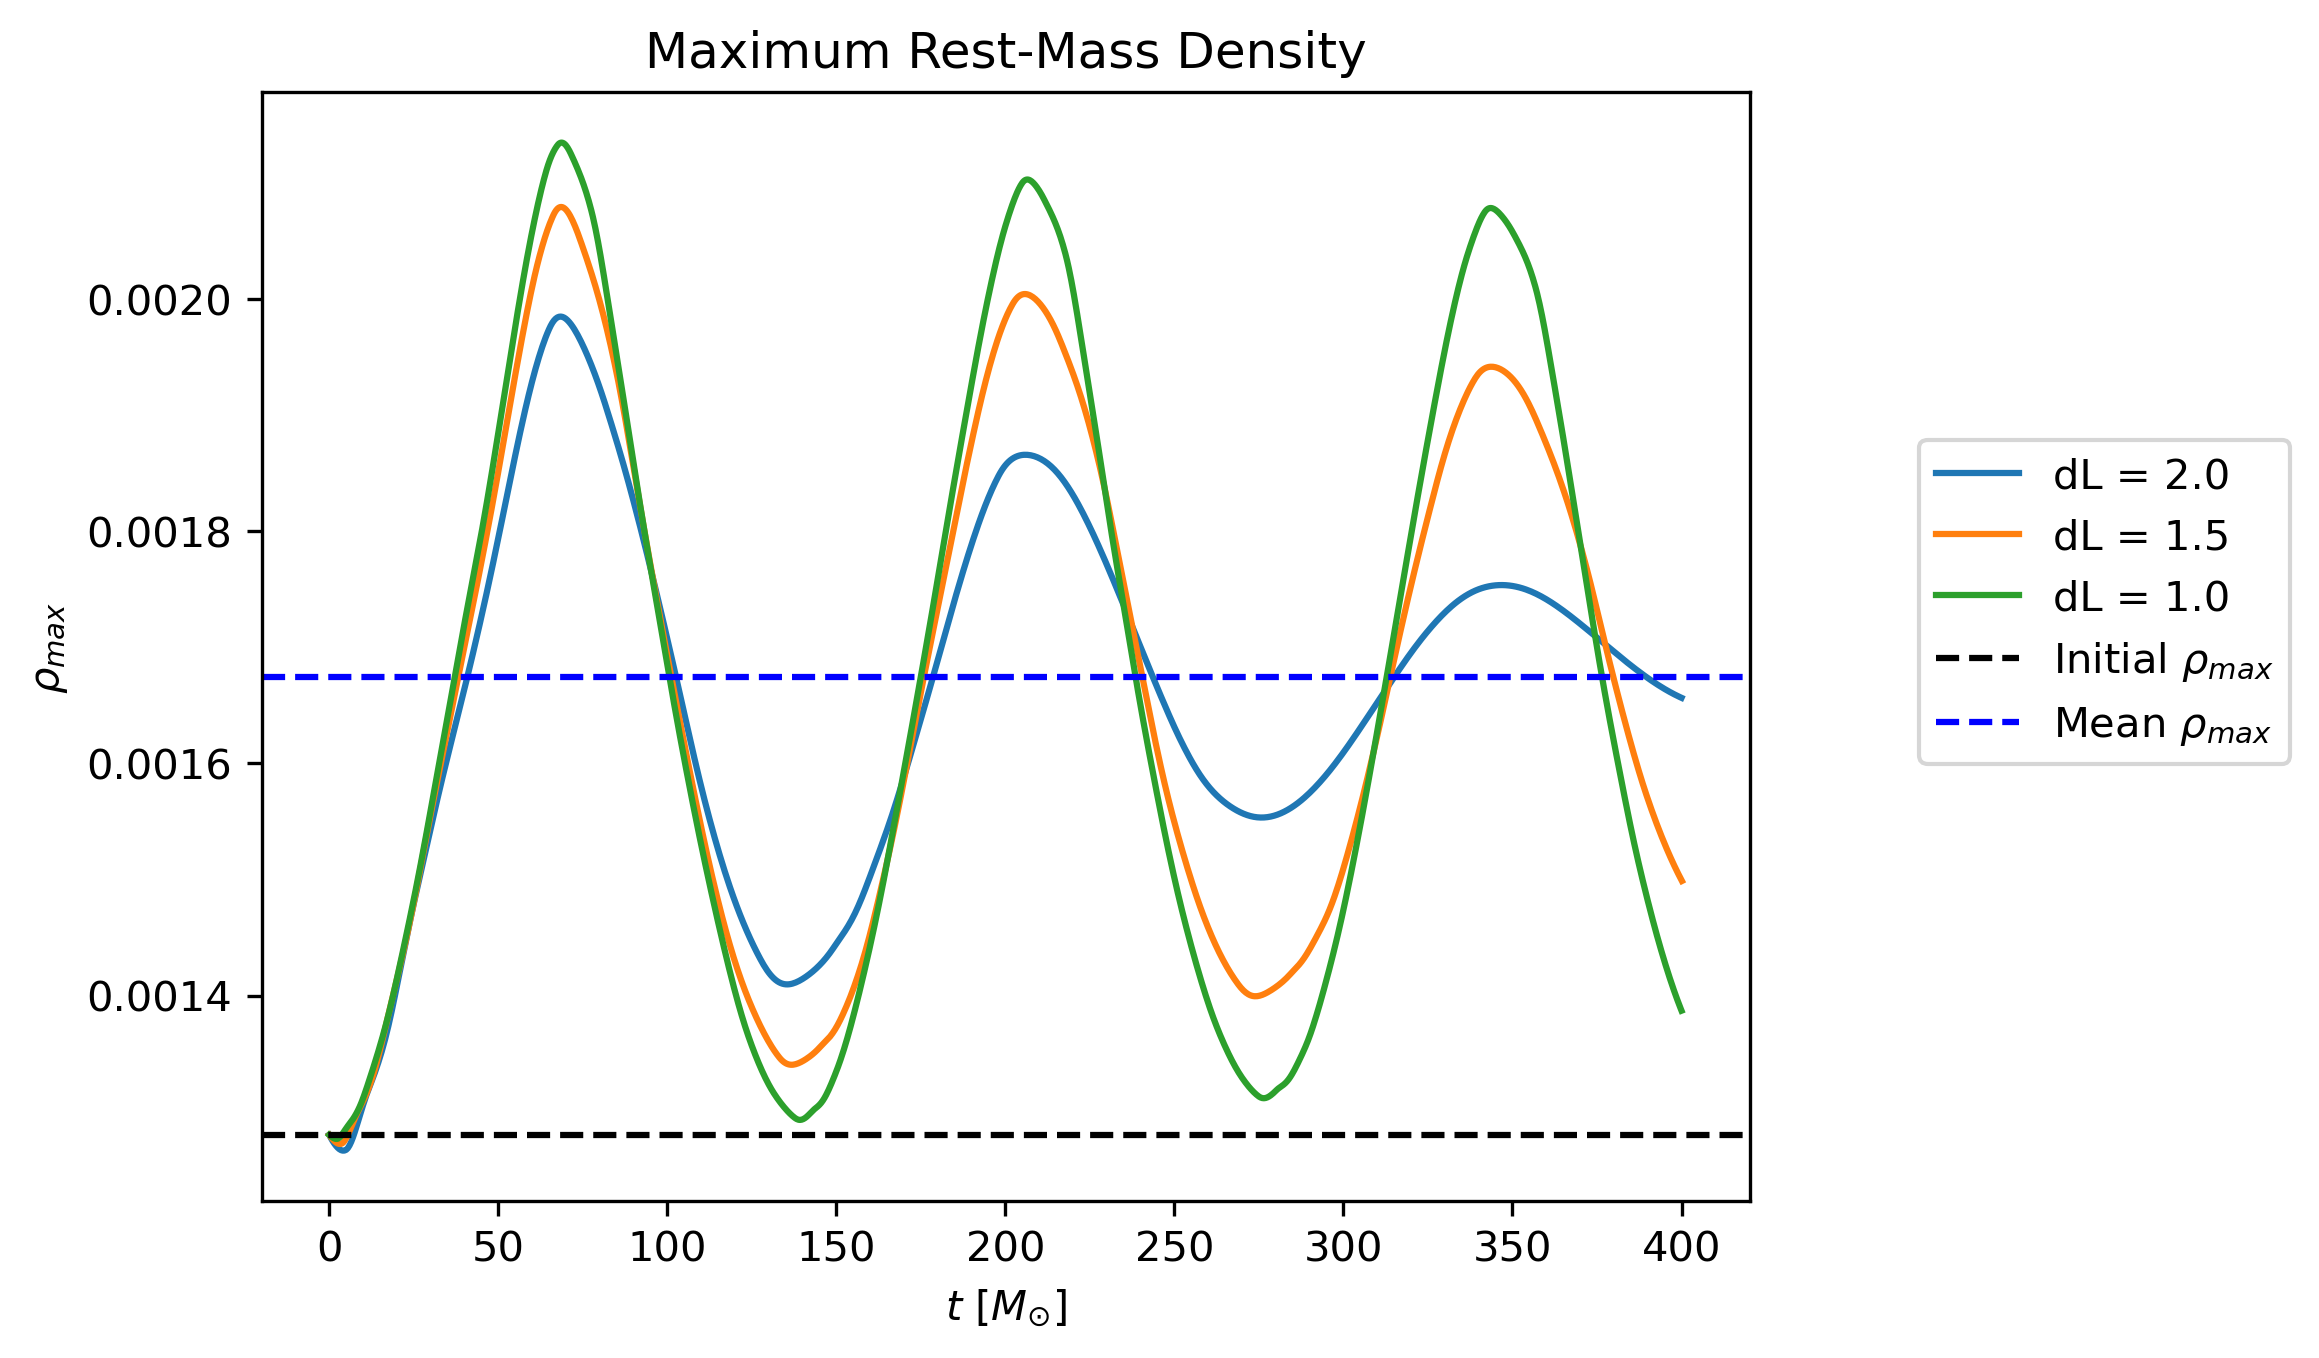 Maximum Rest-Mass Density
0.0020
0.0018
0.0016
0.0014
ρmax
0 50 100 150 200 250 300 350 400
t [M⊙]
dL = 2.0
dL = 1.5
dL = 1.0
Initial ρmax
Mean ρmax